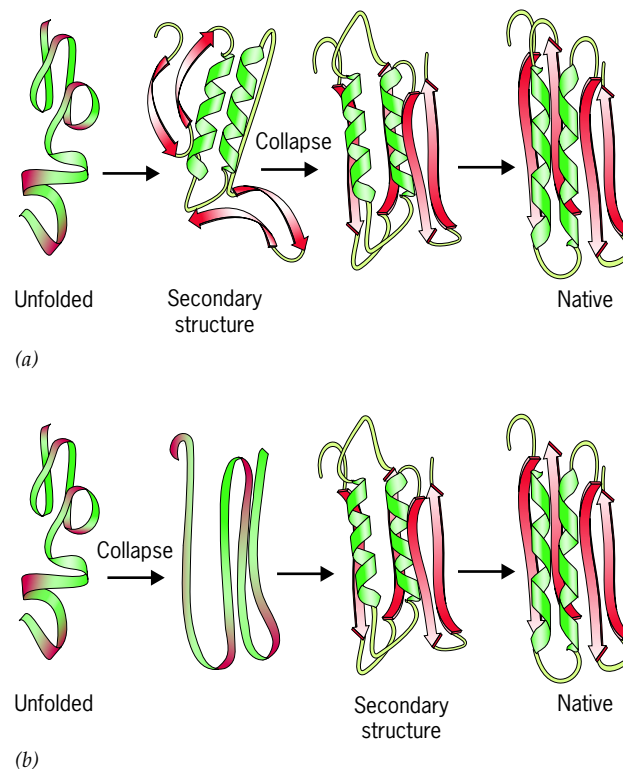 Collapse
Unfolded
Secondary
structure
Native
(a)
Collapse
Unfolded
Secondary
structure
Native
(b)